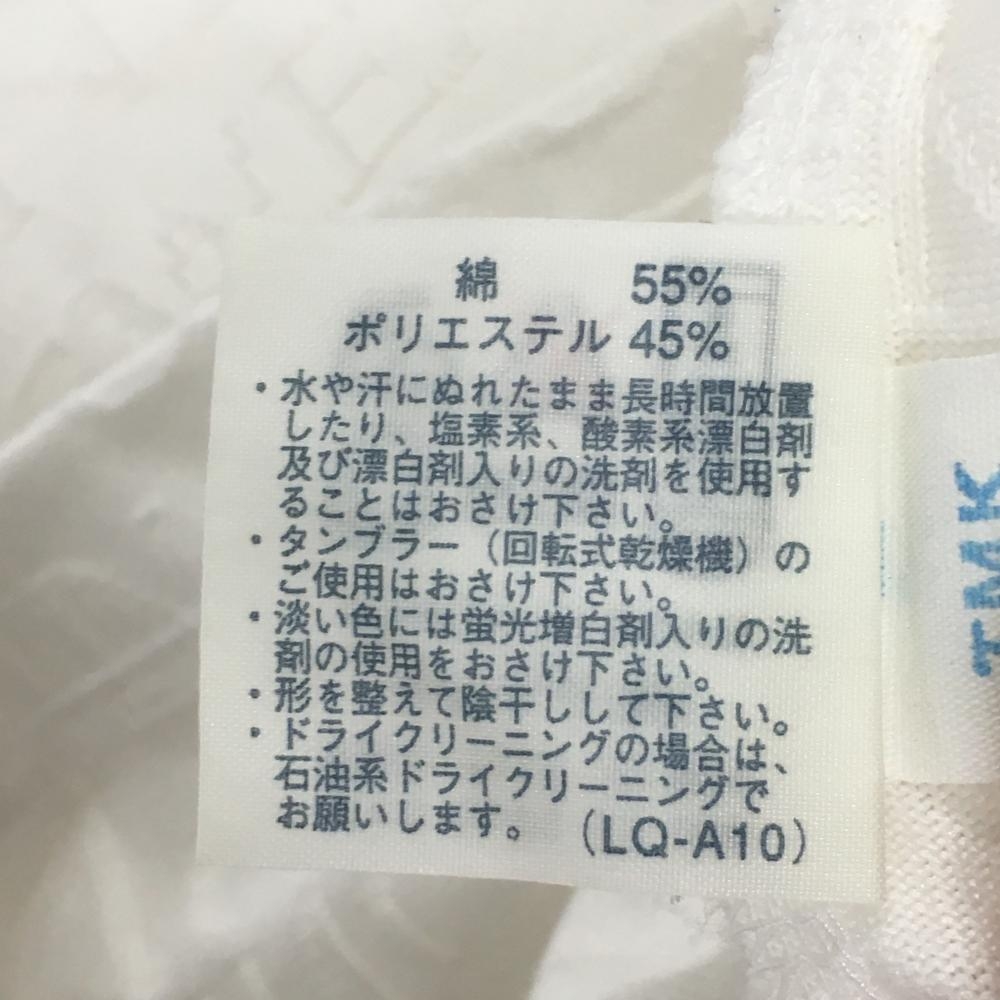 綿 55%
ポリエステル 45%
・水や汗にぬれたまま長時間放置
したり、塩素系、酸素系漂白剤
及び漂白剤入りの洗剤を使用す
ることはおさけ下さい。
・タンブラー（回転式乾燥機）の
ご使用はおさけ下さい。
・淡い色には蛍光増白剤入りの洗
剤の使用をおさけ下さい。
・形を整えて陰干しして下さい。
・ドライクリーニングの場合は、
石油系ドライクリーニングで
お願いします。 （LQ-A10）
TMK